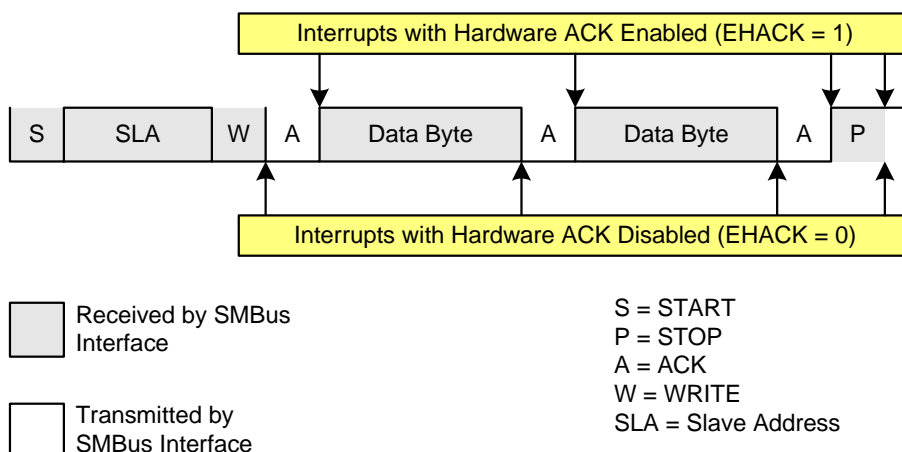 Interrupts with Hardware ACK Enabled (EHACK = 1)
S SLA W A Data Byte A Data Byte A P
Interrupts with Hardware ACK Disabled (EHACK = 0)
Received by SMBus
Interface
Transmitted by
SMBus Interface
S = START
P = STOP
A = ACK
W = WRITE
SLA = Slave Address